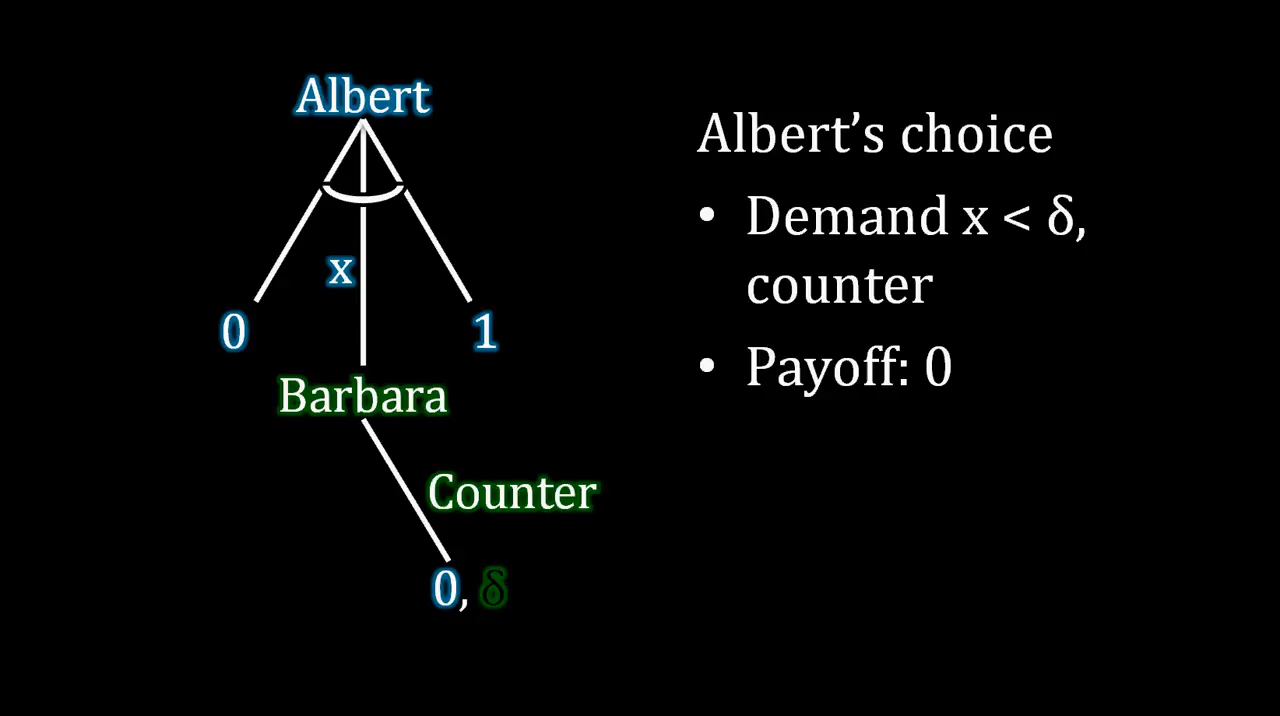 Albert
x
0
1
Barbara
Counter
0, δ
Albert’s choice
• Demand x < δ,
counter
• Payoff: 0